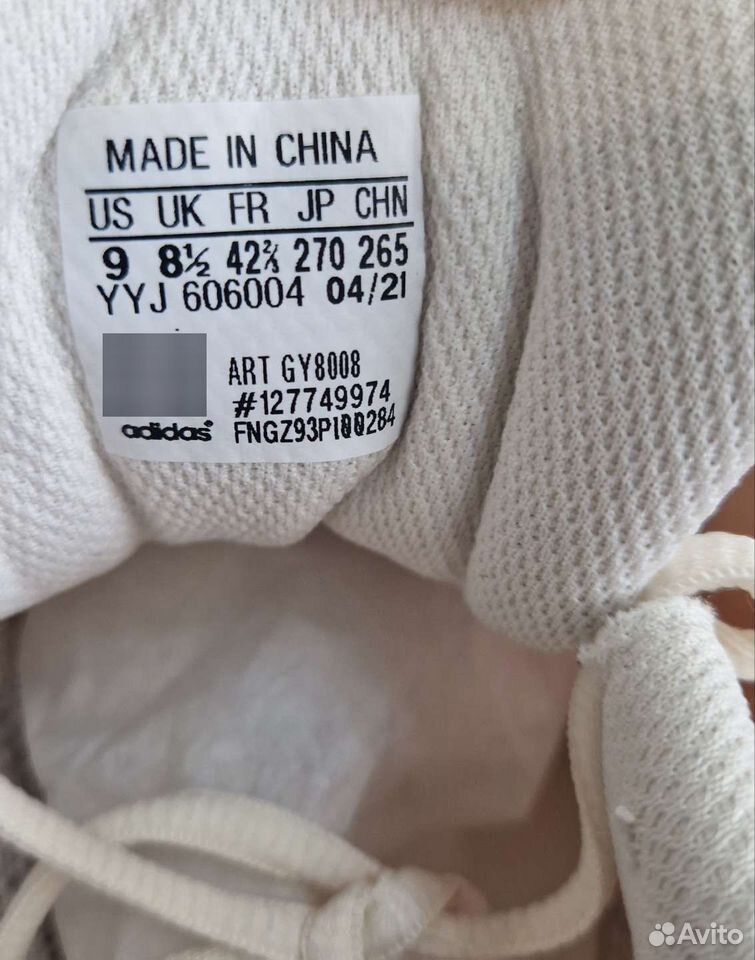 MADE IN CHINA
US UK FR JP CHN
9 8½ 42⅔ 270 265
YYJ 606004 04/21
ART GY8008
#127749974
adidas® FNGZ93P100284
Avito